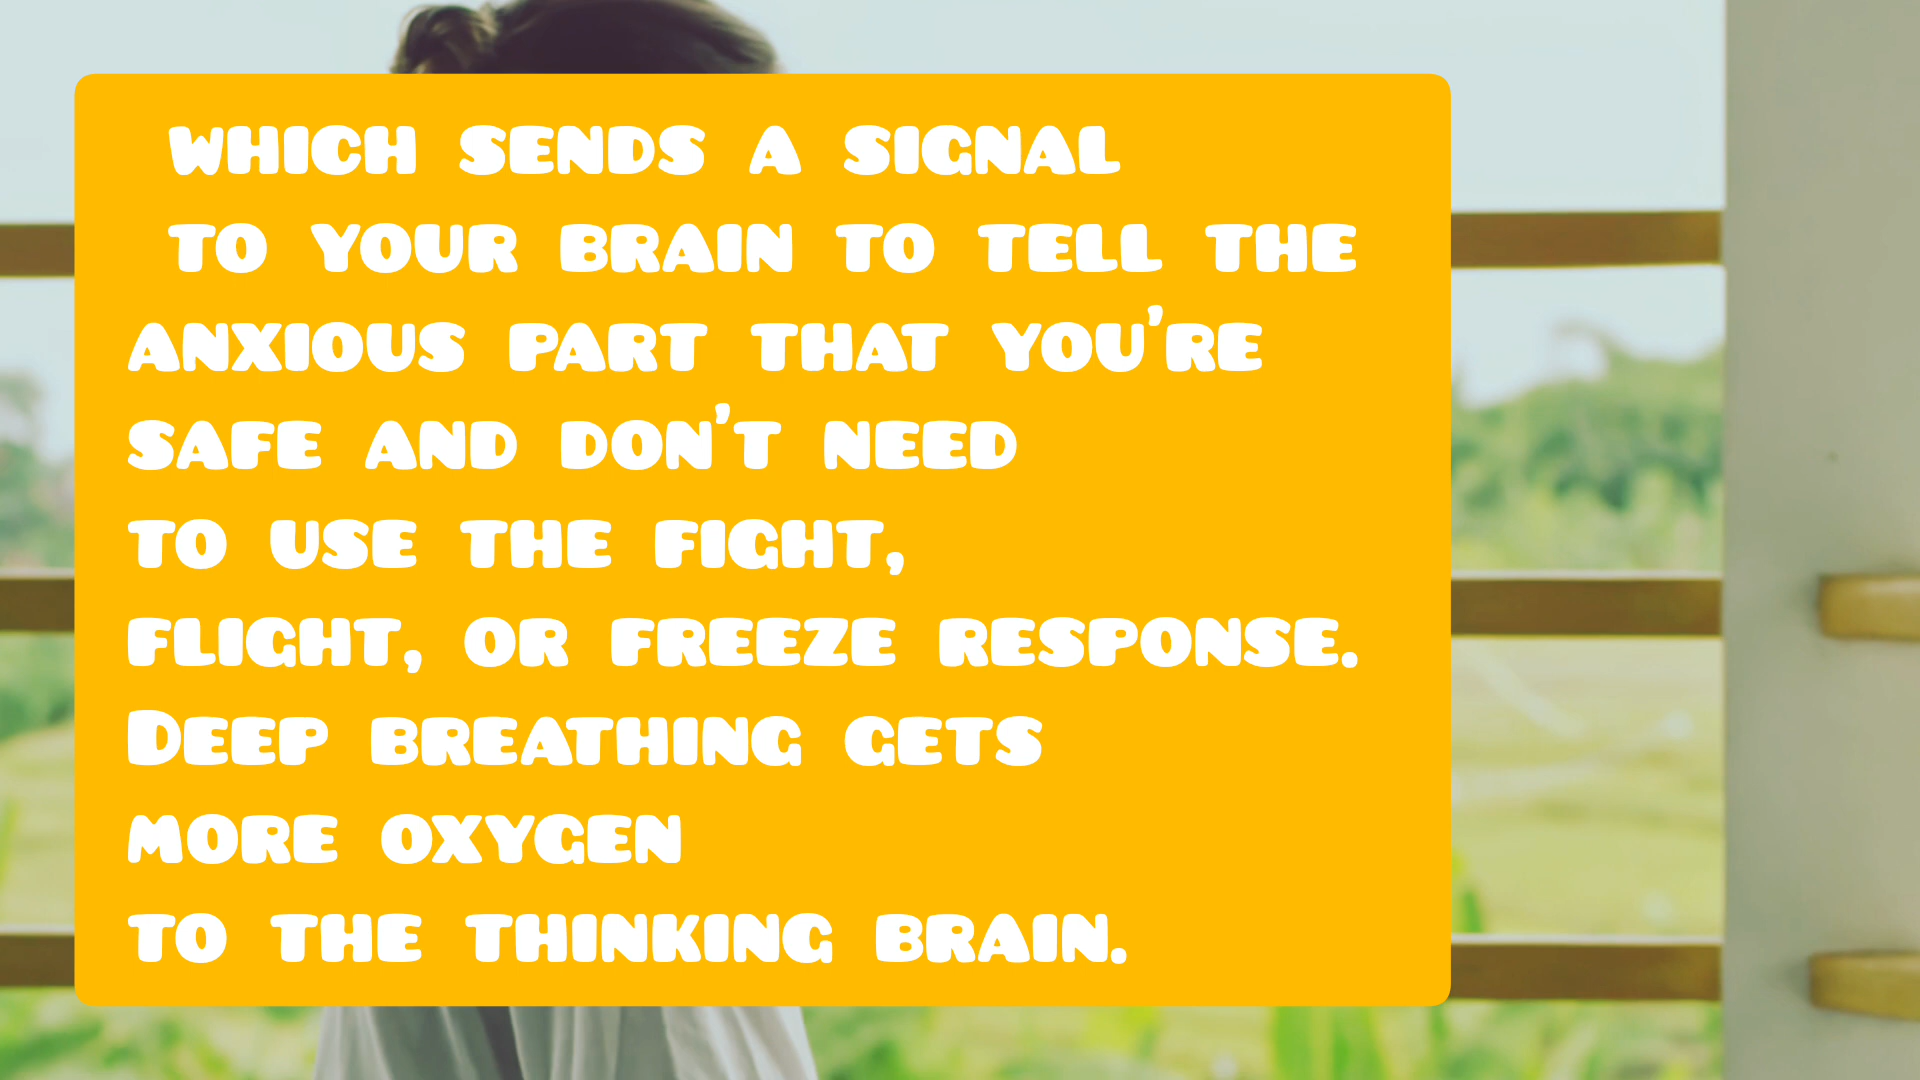 WHICH SENDS A SIGNAL
TO YOUR BRAIN TO TELL THE
ANXIOUS PART THAT YOU'RE
SAFE AND DON'T NEED
TO USE THE FIGHT,
FLIGHT, OR FREEZE RESPONSE.
DEEP BREATHING GETS
MORE OXYGEN
TO THE THINKING BRAIN.